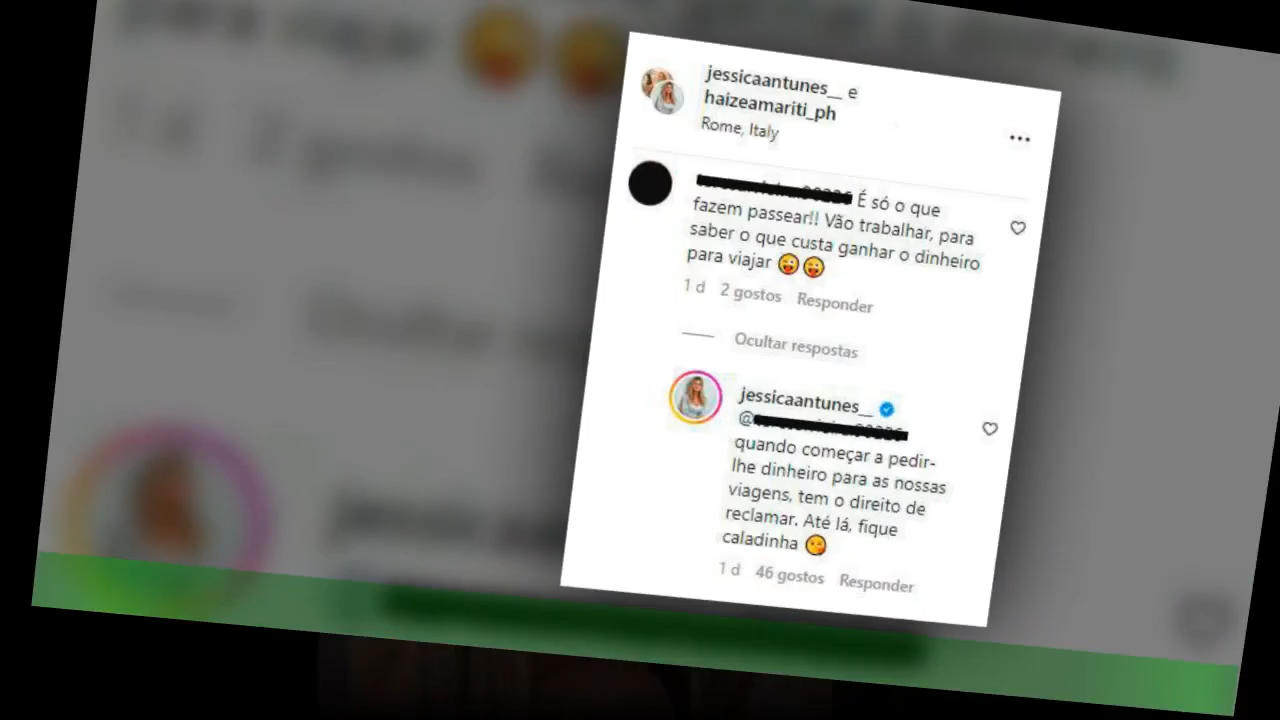 jessicaantunes__ e
haizeamariti_ph
Rome, Italy
É só o que
fazem passear!! Vão trabalhar, para
saber o que custa ganhar o dinheiro
para viajar 😜😜
1 d 2 gostos Responder
Ocultar respostas
jessicaantunes__
@
quando começar a pedir-
lhe dinheiro para as nossas
viagens, tem o direito de
reclamar. Até lá, fique
caladinha 😘
1 d 46 gostos Responder